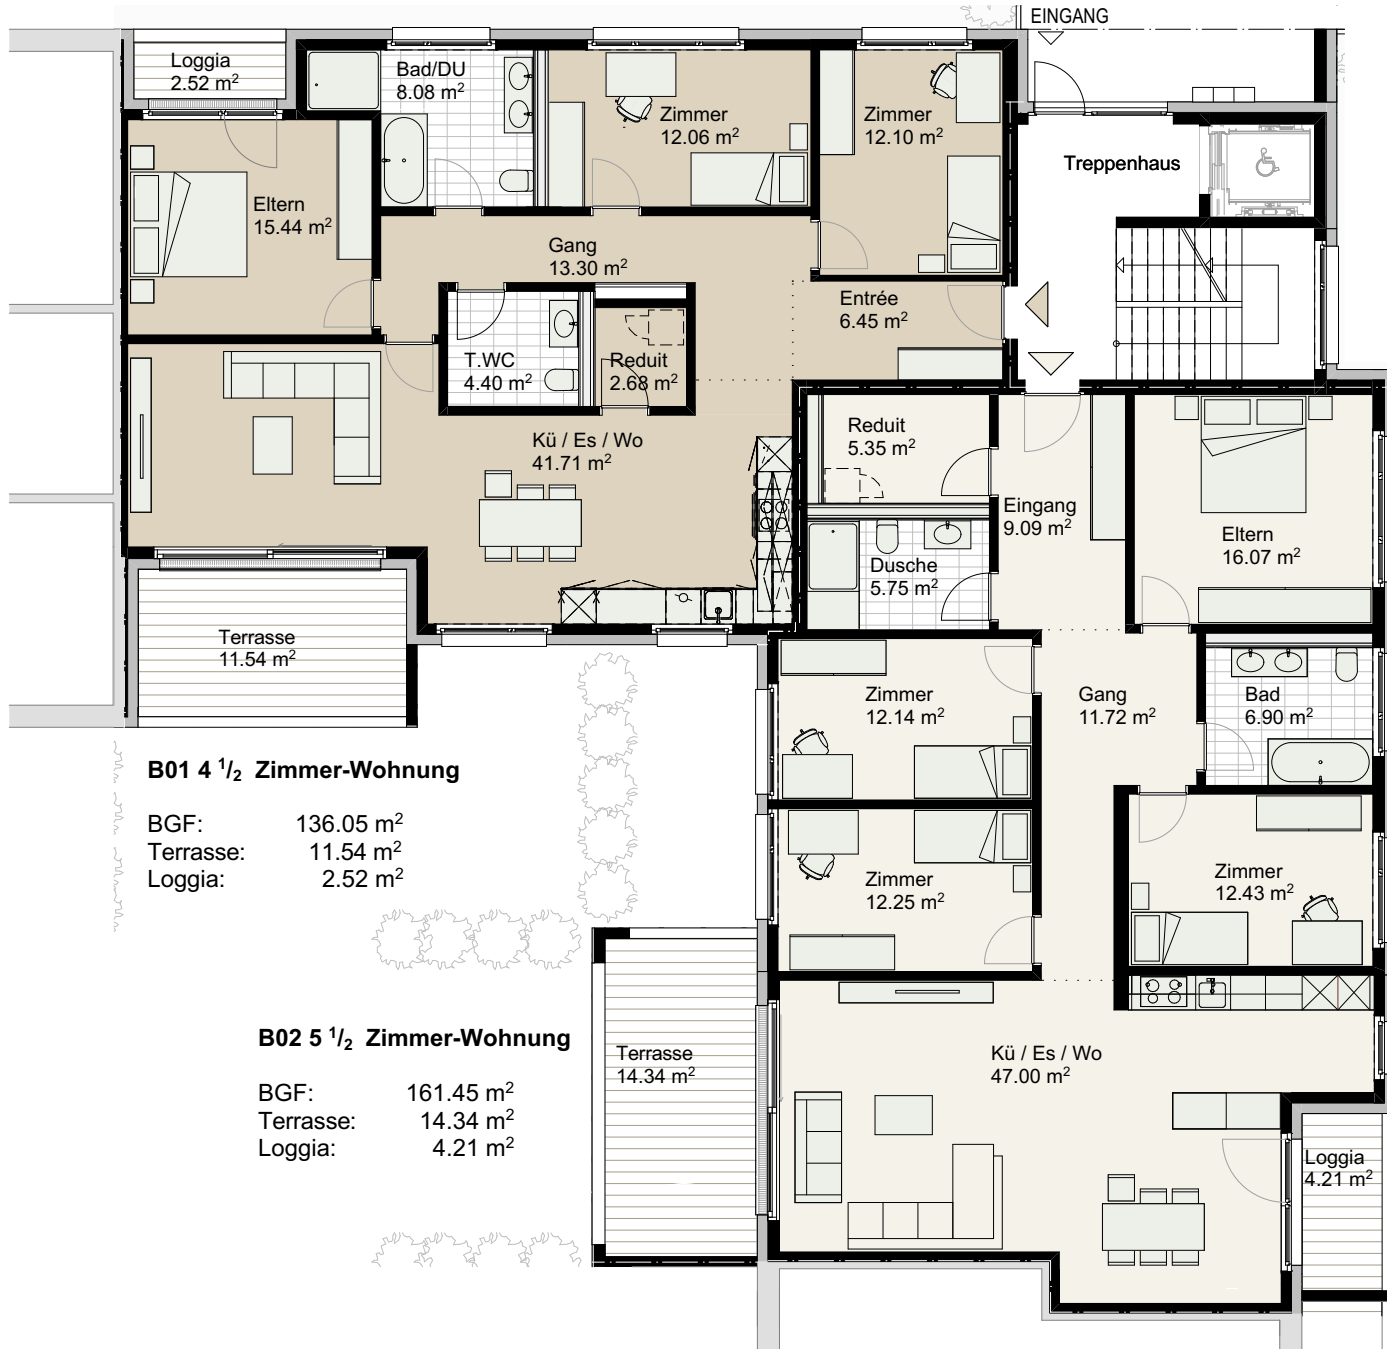 EINGANG
Loggia
2.52 m²
Bad/DU
8.08 m²
Zimmer
12.06 m²
Zimmer
12.10 m²
Treppenhaus
Eltern
15.44 m²
Gang
13.30 m²
Entrée
6.45 m²
T.WC
4.40 m²
Reduit
2.68 m²
Kü / Es / Wo
41.71 m²
Reduit
5.35 m²
Eingang
9.09 m²
Eltern
16.07 m²
Dusche
5.75 m²
Terrasse
11.54 m²
Zimmer
12.14 m²
Gang
11.72 m²
Bad
6.90 m²
B01 4 ¹/₂ Zimmer-Wohnung
BGF: 136.05 m²
Terrasse: 11.54 m²
Loggia: 2.52 m²
Zimmer
12.25 m²
Zimmer
12.43 m²
B02 5 ¹/₂ Zimmer-Wohnung
BGF: 161.45 m²
Terrasse: 14.34 m²
Loggia: 4.21 m²
Terrasse
14.34 m²
Kü / Es / Wo
47.00 m²
Loggia
4.21 m²